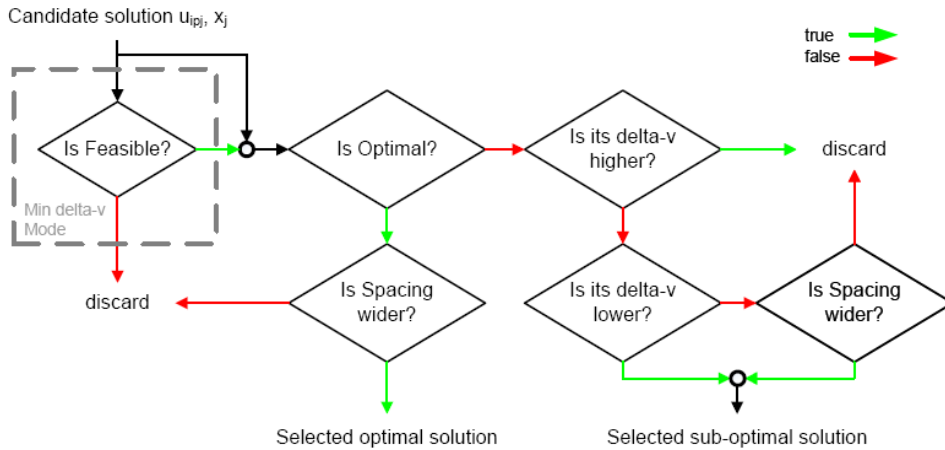 Candidate solution u_ipj, x_j
true
false
Is Feasible?
Is Optimal?
Is its delta-v
higher?
discard
Min delta-v
Mode
discard
Is Spacing
wider?
Is its delta-v
lower?
Is Spacing
wider?
Selected optimal solution
Selected sub-optimal solution